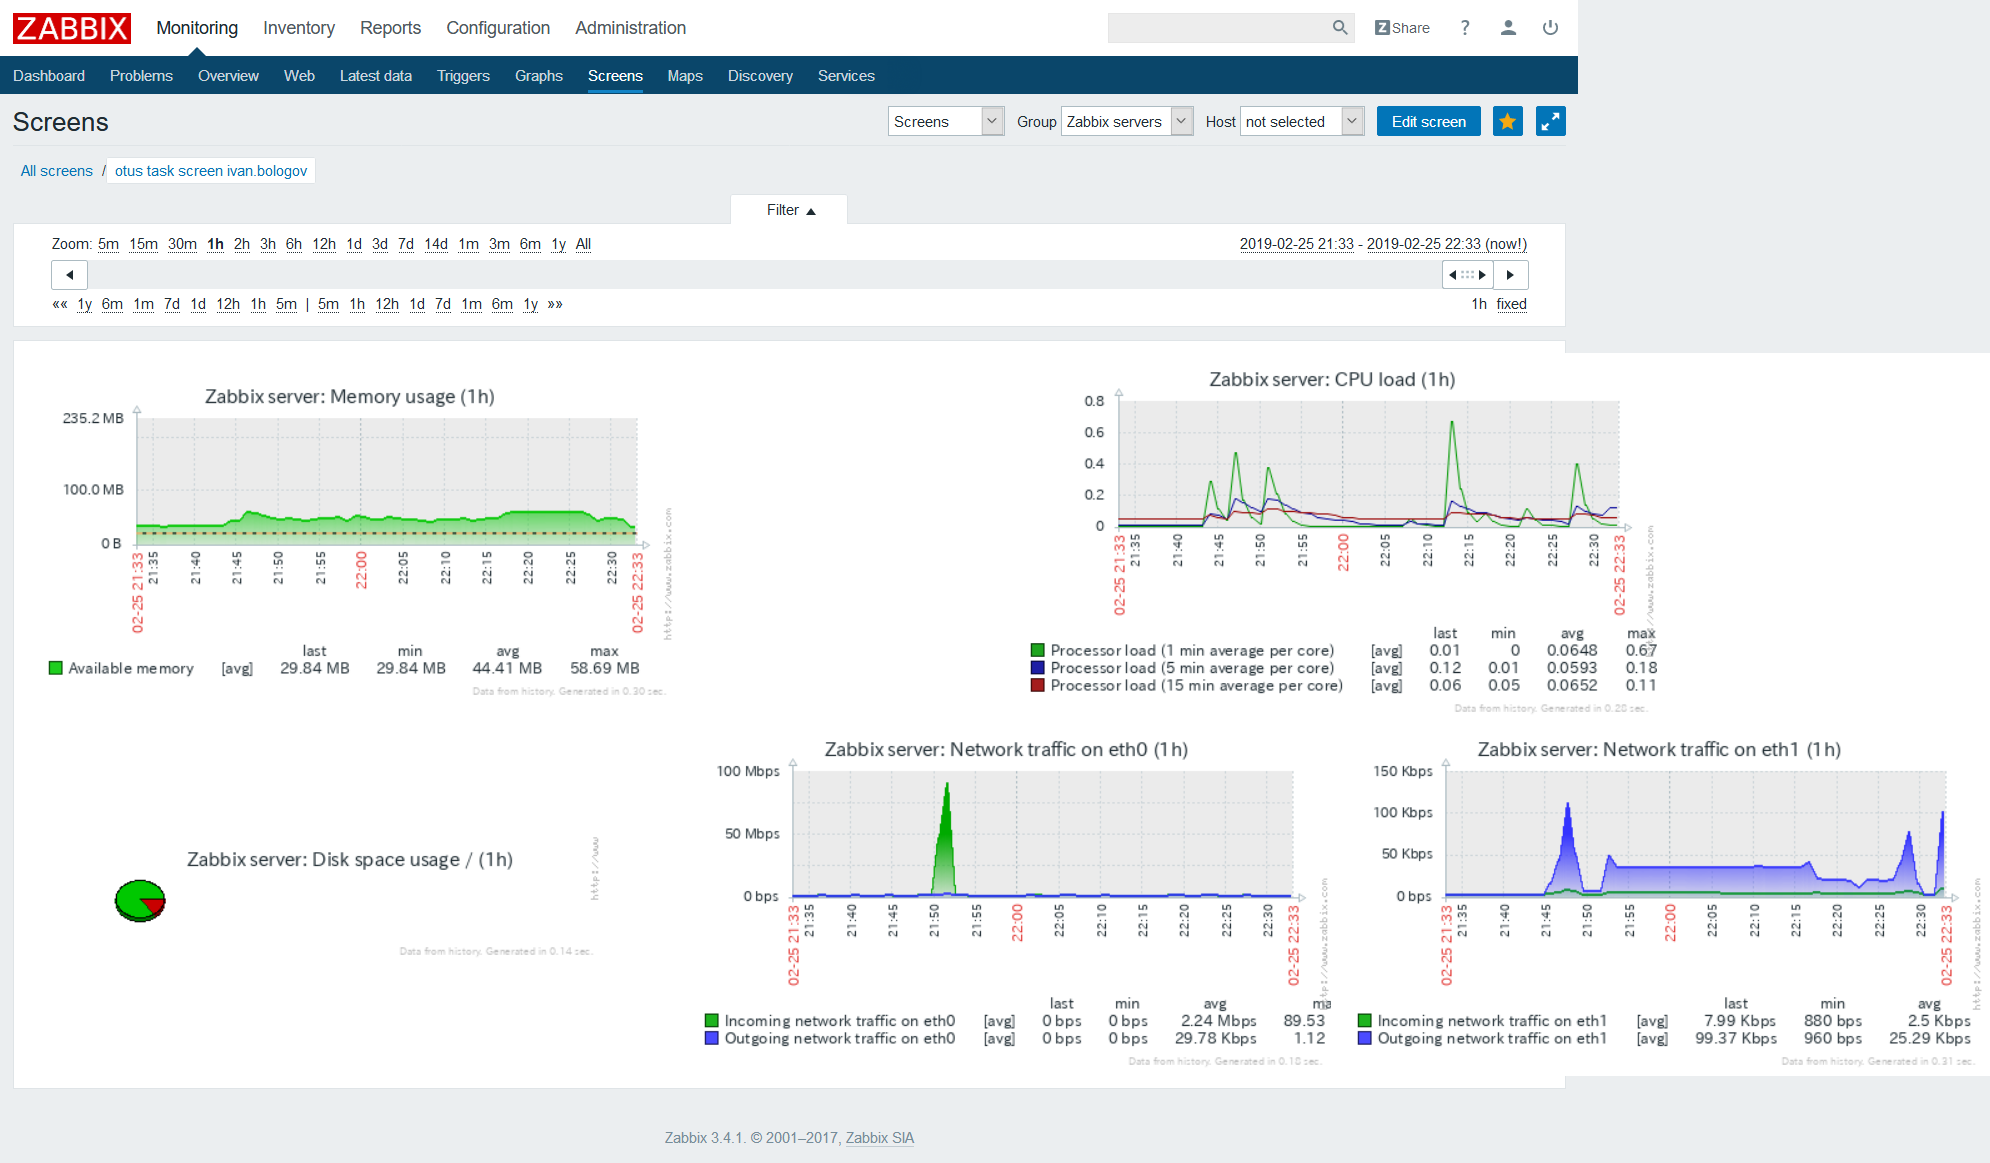 ZABBIX Monitoring Inventory Reports Configuration Administration Z Share ?
Dashboard Problems Overview Web Latest data Triggers Graphs Screens Maps Discovery Services
Screens Screens Group Zabbix servers Host not selected Edit screen
All screens / otus task screen ivan.bologov
Filter
Zoom: 5m 15m 30m 1h 2h 3h 6h 12h 1d 3d 7d 14d 1m 3m 6m 1y All 2019-02-25 21:33 - 2019-02-25 22:33 (now!)
«« 1y 6m 1m 7d 1d 12h 1h 5m | 5m 1h 12h 1d 7d 1m 6m 1y »» 1h fixed
Zabbix server: Memory usage (1h)
235.2 MB
100.0 MB
0 B
02-25 21:33 21:35 21:40 21:45 21:50 21:55 22:00 22:05 22:10 22:15 22:20 22:25 22:30 02-25 22:33
http://www.zabbix.com
last min avg max
Available memory [avg] 29.84 MB 29.84 MB 44.41 MB 58.69 MB
Data from history. Generated in 0.30 sec.
Zabbix server: CPU load (1h)
0.8
0.6
0.4
0.2
0
02-25 21:33 21:35 21:40 21:45 21:50 21:55 22:00 22:05 22:10 22:15 22:20 22:25 22:30 02-25 22:33
http://www.zabbix.com
last min avg max
Processor load (1 min average per core) [avg] 0.01 0 0.0648 0.67
Processor load (5 min average per core) [avg] 0.12 0.01 0.0593 0.18
Processor load (15 min average per core) [avg] 0.06 0.05 0.0652 0.11
Data from history. Generated in 0.28 sec.
Zabbix server: Disk space usage / (1h)
http://www
Data from history. Generated in 0.14 sec.
Zabbix server: Network traffic on eth0 (1h)
100 Mbps
50 Mbps
0 bps
02-25 21:33 21:35 21:40 21:45 21:50 21:55 22:00 22:05 22:10 22:15 22:20 22:25 22:30 02-25 22:33
http://www.zabbix.com
last min avg ma
Incoming network traffic on eth0 [avg] 0 bps 0 bps 2.24 Mbps 89.53
Outgoing network traffic on eth0 [avg] 0 bps 0 bps 29.78 Kbps 1.12
Data from history. Generated in 0.18 sec.
Zabbix server: Network traffic on eth1 (1h)
150 Kbps
100 Kbps
50 Kbps
0 bps
02-25 21:33 21:35 21:40 21:45 21:50 21:55 22:00 22:05 22:10 22:15 22:20 22:25 22:30 02-25 22:33
http://www.zabbix.com
last min avg
Incoming network traffic on eth1 [avg] 7.99 Kbps 880 bps 2.5 Kbps
Outgoing network traffic on eth1 [avg] 99.37 Kbps 960 bps 25.29 Kbps
Data from history. Generated in 0.31 sec.
Zabbix 3.4.1. © 2001–2017, Zabbix SIA